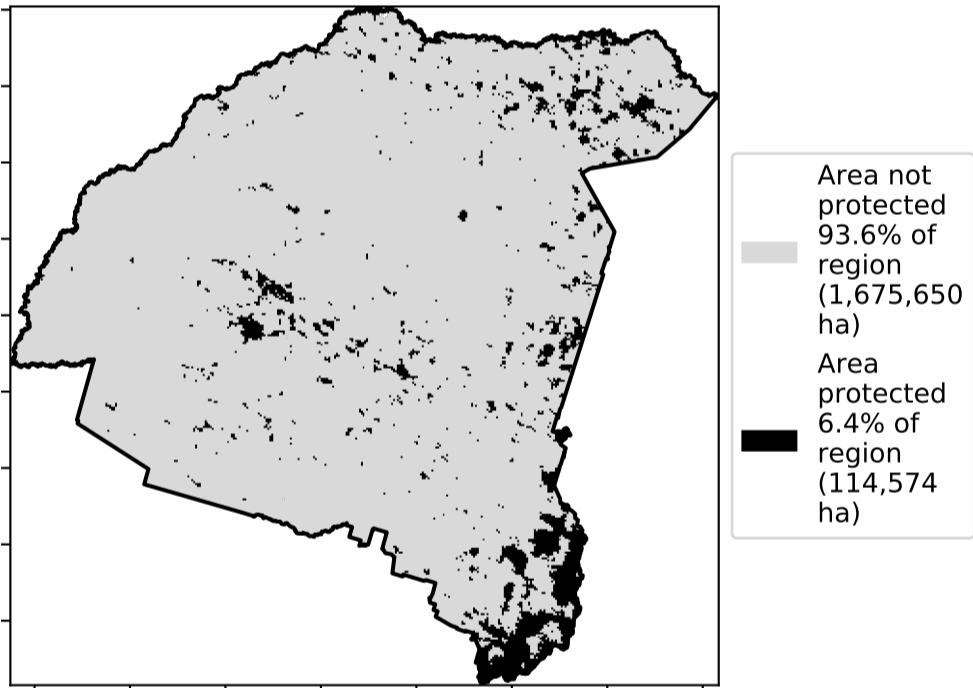 Area not
protected
93.6% of
region
(1,675,650
ha)
Area
protected
6.4% of
region
(114,574
ha)